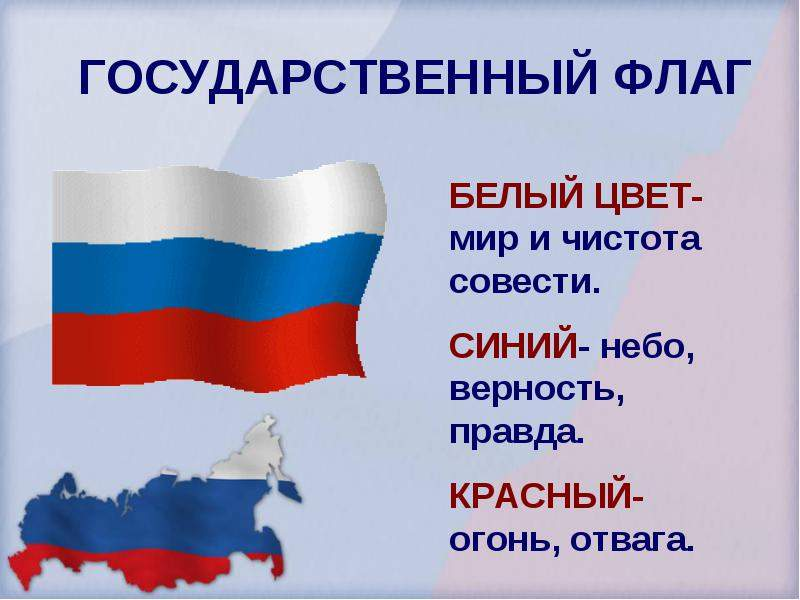 ГОСУДАРСТВЕННЫЙ ФЛАГ
БЕЛЫЙ ЦВЕТ-
мир и чистота
совести.
СИНИЙ- небо,
верность,
правда.
КРАСНЫЙ-
огонь, отвага.